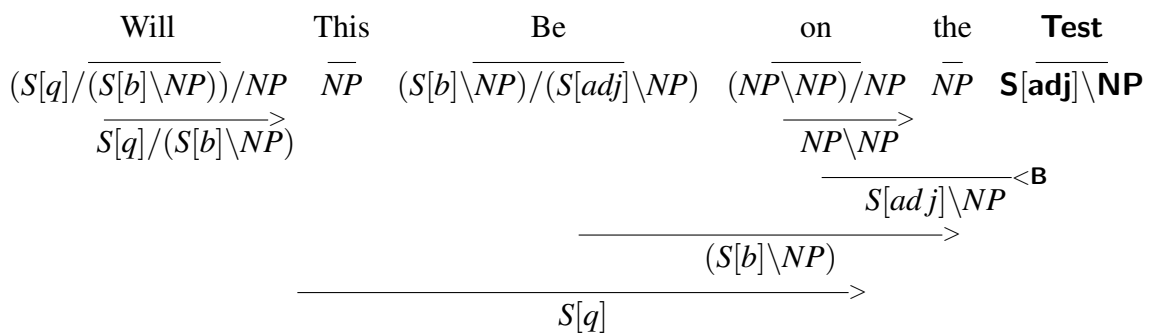 Will This Be on the Test
(S[q]/(S[b]\NP))/NP NP (S[b]\NP)/(S[adj]\NP) (NP\NP)/NP NP S[adj]\NP
>
S[q]/(S[b]\NP) NP\NP
<B
S[adj]\NP
>
(S[b]\NP)
>
S[q]